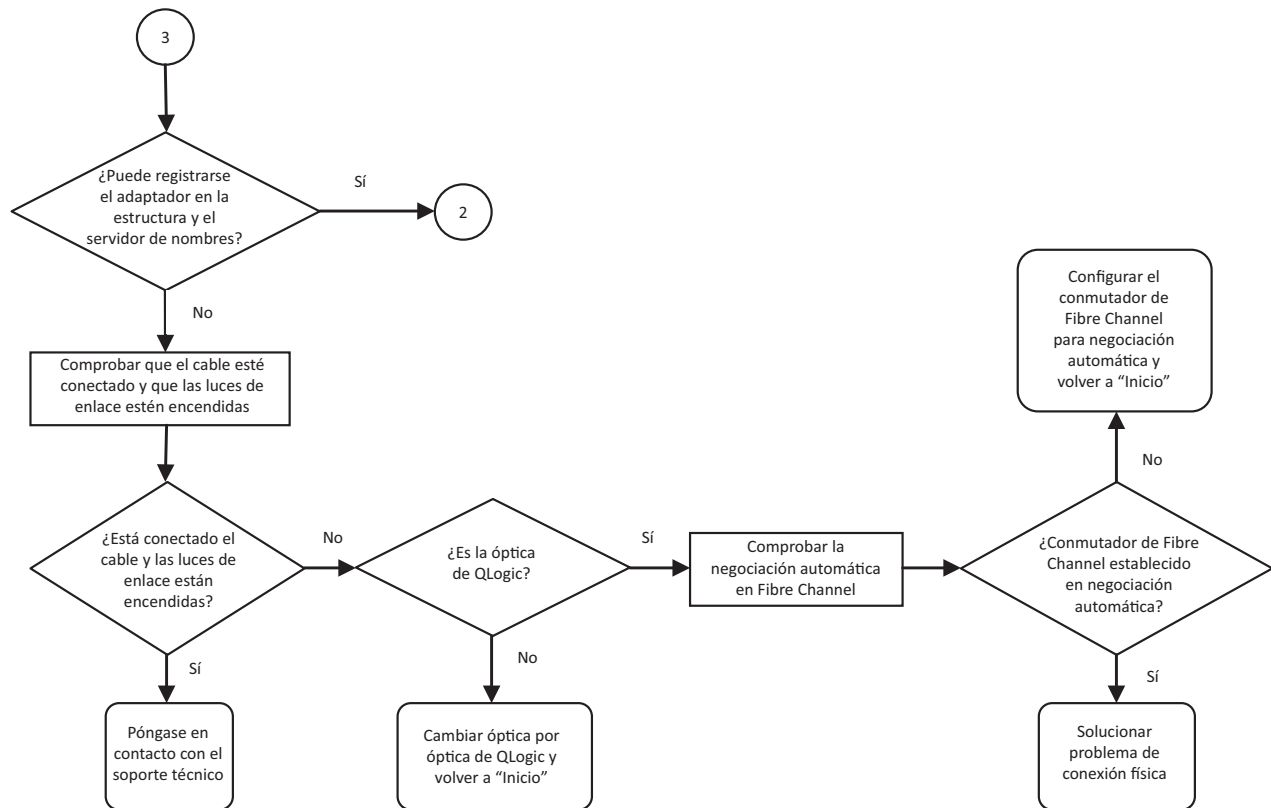 3
¿Puede registrarse
el adaptador en la
estructura y el
servidor de nombres?
Sí
2
No
Comprobar que el cable esté
conectado y que las luces de
enlace estén encendidas
¿Está conectado el
cable y las luces de
enlace están
encendidas?
No
Sí
Póngase en
contacto con el
soporte técnico
¿Es la óptica
de QLogic?
Sí
No
Cambiar óptica por
óptica de QLogic y
volver a “Inicio”
Comprobar la
negociación automática
en Fibre Channel
¿Conmutador de Fibre
Channel establecido
en negociación
automática?
No
Configurar el
conmutador de
Fibre Channel
para negociación
automática y
volver a “Inicio”
Sí
Solucionar
problema de
conexión física